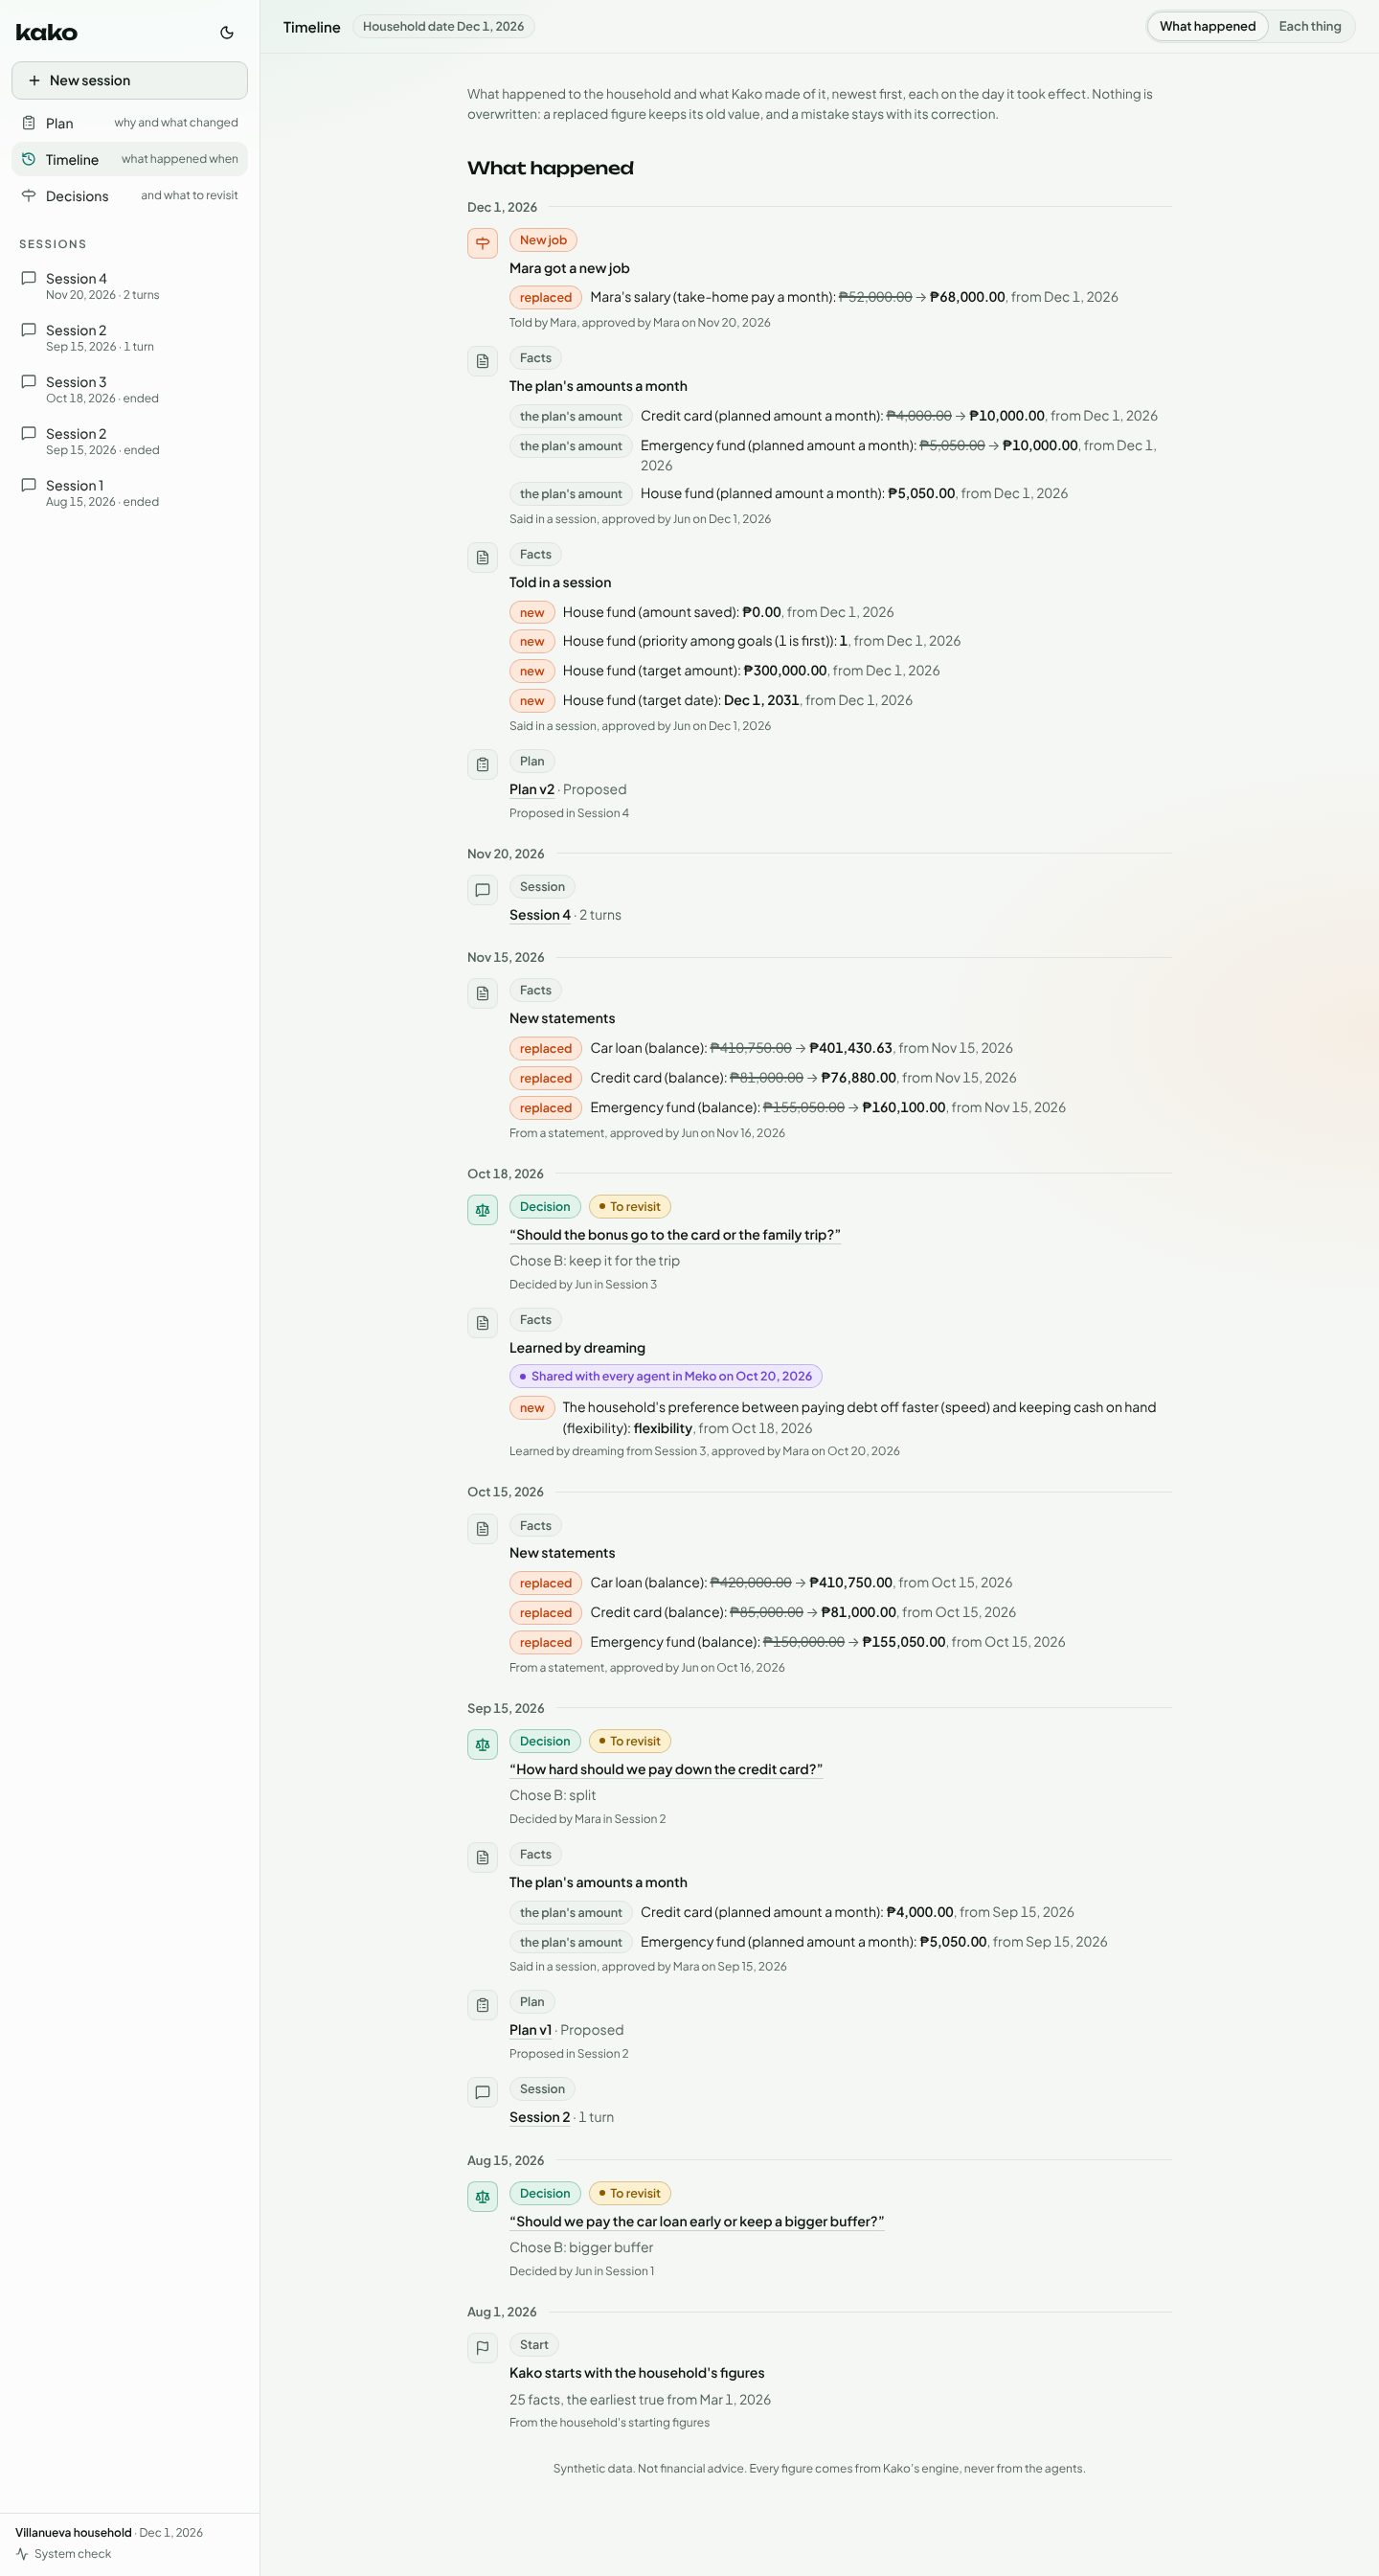 kako
New session
Plan why and what changed
Timeline what happened when
Decisions and what to revisit
SESSIONS
Session 4
Nov 20, 2026 · 2 turns
Session 2
Sep 15, 2026 · 1 turn
Session 3
Oct 18, 2026 · ended
Session 2
Sep 15, 2026 · ended
Session 1
Aug 15, 2026 · ended
Villanueva household · Dec 1, 2026
System check
Timeline Household date Dec 1, 2026 What happened Each thing
What happened to the household and what Kako made of it, newest first, each on the day it took effect. Nothing is
overwritten: a replaced figure keeps its old value, and a mistake stays with its correction.
What happened
Dec 1, 2026
New job
Mara got a new job
replaced Mara's salary (take-home pay a month): ₱52,000.00 → ₱68,000.00, from Dec 1, 2026
Told by Mara, approved by Mara on Nov 20, 2026
Facts
The plan's amounts a month
the plan's amount Credit card (planned amount a month): ₱4,000.00 → ₱10,000.00, from Dec 1, 2026
the plan's amount Emergency fund (planned amount a month): ₱5,050.00 → ₱10,000.00, from Dec 1,
2026
the plan's amount House fund (planned amount a month): ₱5,050.00, from Dec 1, 2026
Said in a session, approved by Jun on Dec 1, 2026
Facts
Told in a session
new House fund (amount saved): ₱0.00, from Dec 1, 2026
new House fund (priority among goals (1 is first)): 1, from Dec 1, 2026
new House fund (target amount): ₱300,000.00, from Dec 1, 2026
new House fund (target date): Dec 1, 2031, from Dec 1, 2026
Said in a session, approved by Jun on Dec 1, 2026
Plan
Plan v2 · Proposed
Proposed in Session 4
Nov 20, 2026
Session
Session 4 · 2 turns
Nov 15, 2026
Facts
New statements
replaced Car loan (balance): ₱410,750.00 → ₱401,430.63, from Nov 15, 2026
replaced Credit card (balance): ₱81,000.00 → ₱76,880.00, from Nov 15, 2026
replaced Emergency fund (balance): ₱155,050.00 → ₱160,100.00, from Nov 15, 2026
From a statement, approved by Jun on Nov 16, 2026
Oct 18, 2026
Decision To revisit
“Should the bonus go to the card or the family trip?”
Chose B: keep it for the trip
Decided by Jun in Session 3
Facts
Learned by dreaming
Shared with every agent in Meko on Oct 20, 2026
new The household's preference between paying debt off faster (speed) and keeping cash on hand
(flexibility): flexibility, from Oct 18, 2026
Learned by dreaming from Session 3, approved by Mara on Oct 20, 2026
Oct 15, 2026
Facts
New statements
replaced Car loan (balance): ₱420,000.00 → ₱410,750.00, from Oct 15, 2026
replaced Credit card (balance): ₱85,000.00 → ₱81,000.00, from Oct 15, 2026
replaced Emergency fund (balance): ₱150,000.00 → ₱155,050.00, from Oct 15, 2026
From a statement, approved by Jun on Oct 16, 2026
Sep 15, 2026
Decision To revisit
“How hard should we pay down the credit card?”
Chose B: split
Decided by Mara in Session 2
Facts
The plan's amounts a month
the plan's amount Credit card (planned amount a month): ₱4,000.00, from Sep 15, 2026
the plan's amount Emergency fund (planned amount a month): ₱5,050.00, from Sep 15, 2026
Said in a session, approved by Mara on Sep 15, 2026
Plan
Plan v1 · Proposed
Proposed in Session 2
Session
Session 2 · 1 turn
Aug 15, 2026
Decision To revisit
“Should we pay the car loan early or keep a bigger buffer?”
Chose B: bigger buffer
Decided by Jun in Session 1
Aug 1, 2026
Start
Kako starts with the household's figures
25 facts, the earliest true from Mar 1, 2026
From the household's starting figures
Synthetic data. Not financial advice. Every figure comes from Kako’s engine, never from the agents.